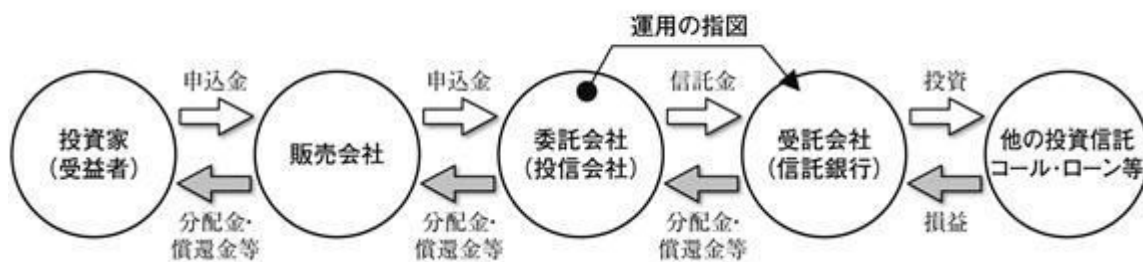 運用の指図
申込金
申込金
信託金
投資
投資家
(受益者)
販売会社
委託会社
(投信会社)
受託会社
(信託銀行)
他の投資信託
コール・ローン等
分配金・
償還金等
分配金・
償還金等
分配金・
償還金等
損益